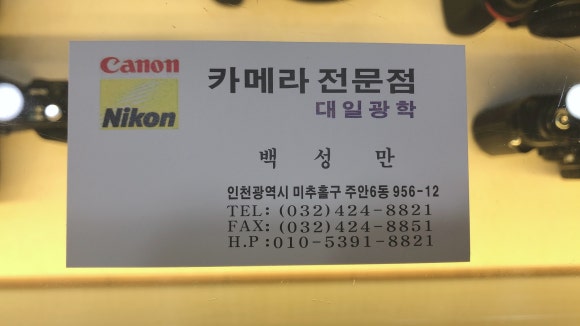 Canon
Nikon
카메라 전문점
대일광학
백 성 만
인천광역시 미추홀구 주안6동 956-12
TEL: (032)424-8821
FAX: (032)424-8851
H.P :010-5391-8821